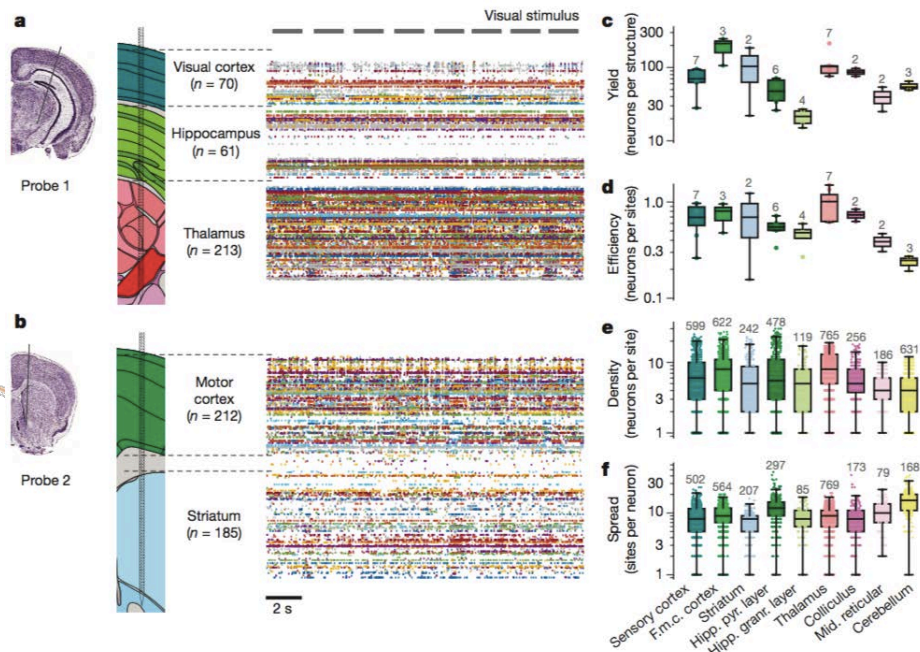 a
Visual stimulus
Visual cortex
(n = 70)
Hippocampus
(n = 61)
Thalamus
(n = 213)
Probe 1
b
Motor
cortex
(n = 212)
Striatum
(n = 185)
Probe 2
2 s
c
Yield
(neurons per structure)
300
100
30
10
7
3
2
6
4
7
2
2
3
d
Efficiency
(neurons per sites)
1.0
0.3
0.1
7
3
2
6
4
7
2
2
3
e
Density
(neurons per site)
10
3
1
599
622
242
478
119
765
256
186
631
f
Spread
(sites per neuron)
30
10
3
1
502
564
207
297
85
769
173
79
168
Sensory cortex
F.m.c. cortex
Striatum
Hipp. pyr. layer
Hipp. granr. layer
Thalamus
Colliculus
Mid. reticular
Cerebellum